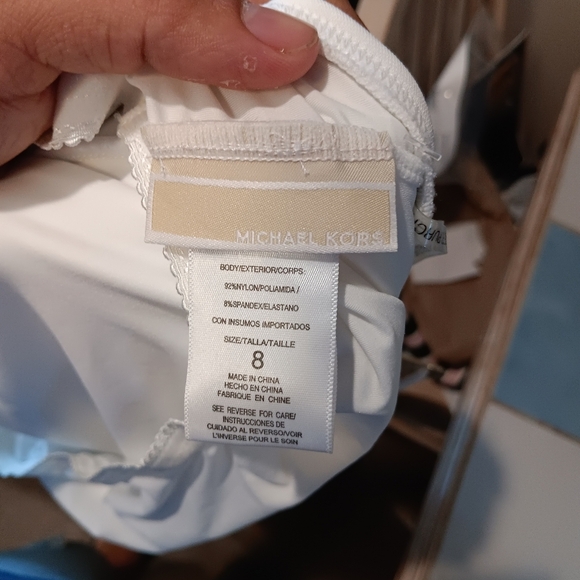 MICHAEL KORS
BODY/EXTERIOR/CORPS:
92%NYLON/POLIAMIDA/
8%SPANDEX/ELASTANO
CON INSUMOS IMPORTADOS
SIZE/TALLA/TAILLE
8
MADE IN CHINA
HECHO EN CHINA
FABRIQUE EN CHINE
SEE REVERSE FOR CARE/
INSTRUCCIONES DE
CUIDADO AL REVERSO/VOIR
L'INVERSE POUR LE SOIN